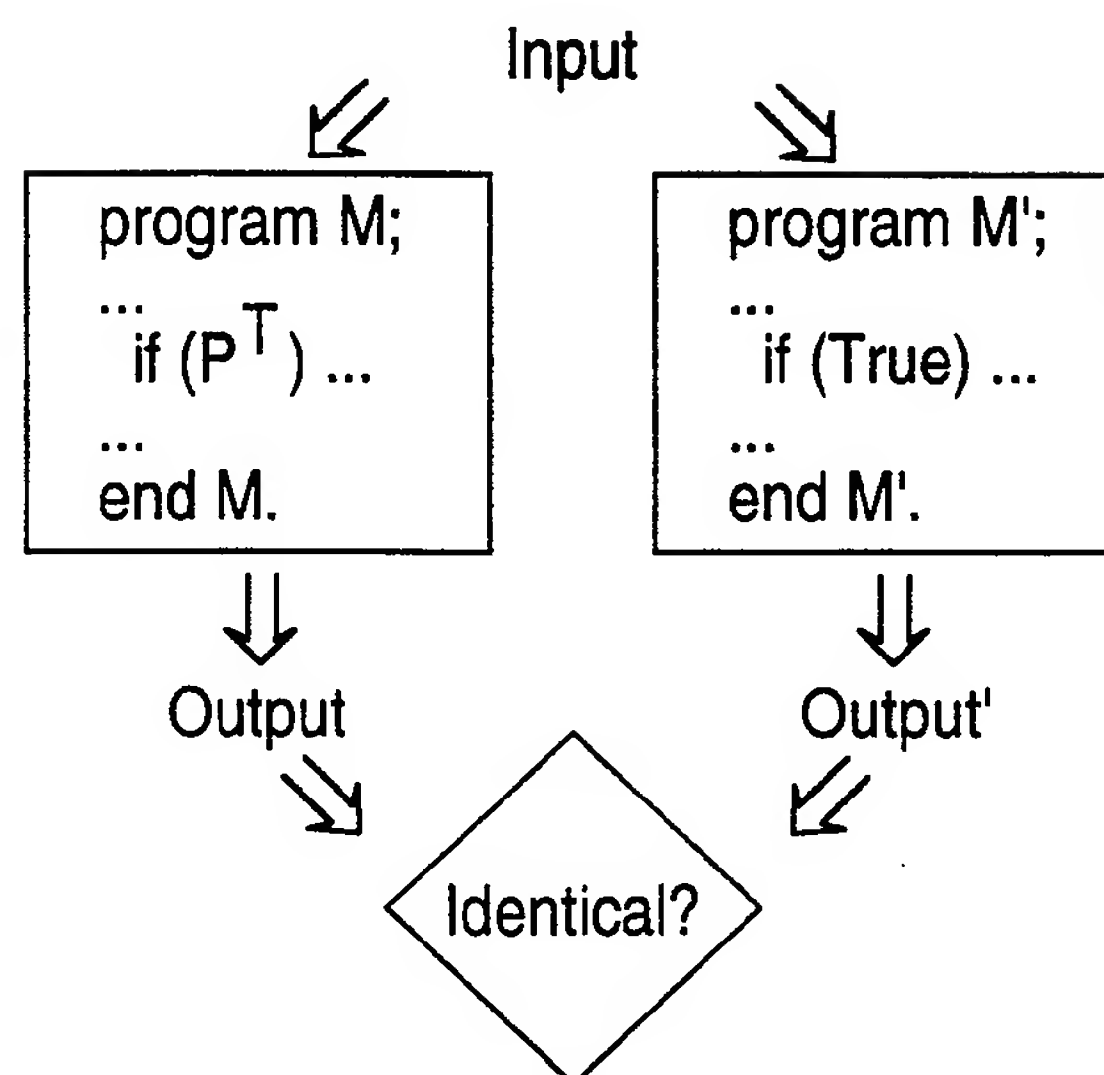 Input
program M;
...
if (P^T) ...
...
end M.
program M';
...
if (True) ...
...
end M'.
Output
Output'
Identical?